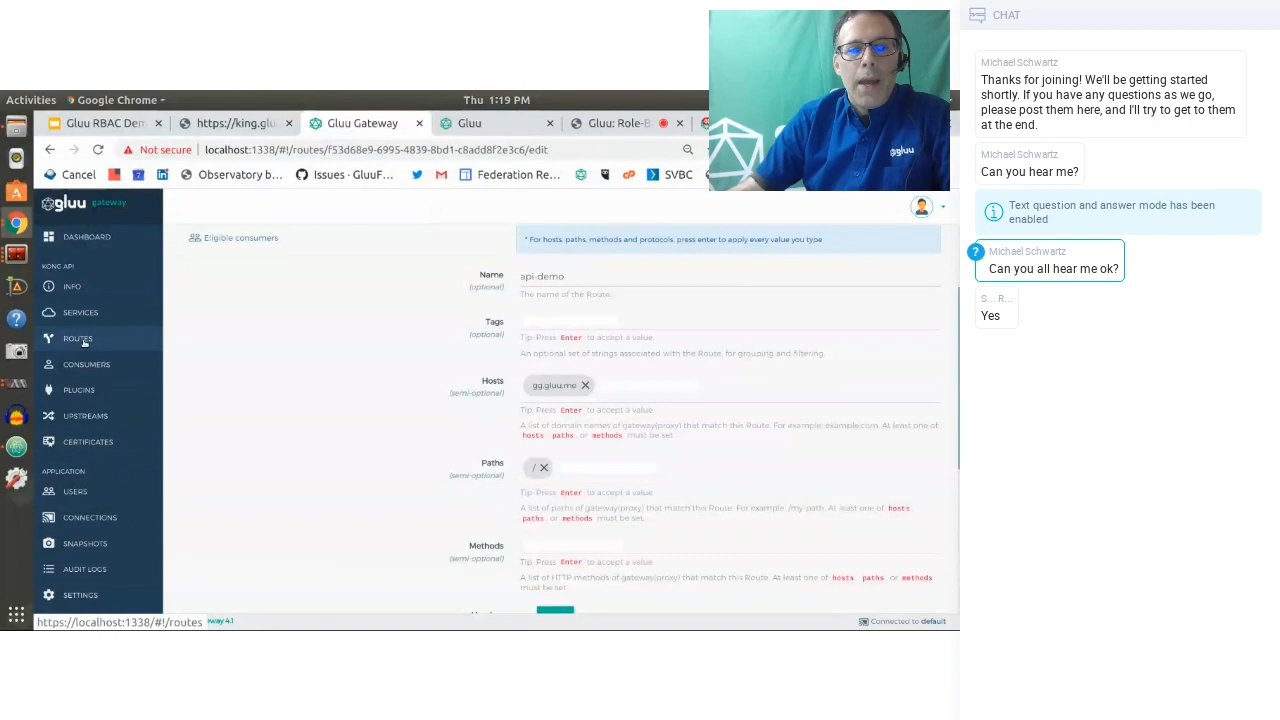 Activities
Google Chrome
Thu 1:19 PM
Gluu RBAC Dem
https://king.glu
Gluu Gateway
Gluu
Gluu: Role-B
Not secure
localhost:1338/#!/routes/f53d68e9-6995-4839-8bd1-c8add8f2e3c6/edit
Cancel
Observatory b...
Issues · GluuF...
Federation Re...
SVBC
gluu
gluu gateway
DASHBOARD
KONG API
INFO
SERVICES
ROUTES
CONSUMERS
PLUGINS
UPSTREAMS
CERTIFICATES
APPLICATION
USERS
CONNECTIONS
SNAPSHOTS
AUDIT LOGS
SETTINGS
https://localhost:1338/#!/routes
way 4.1
Eligible consumers
* For hosts, paths, methods and protocols, press enter to apply every value you type
Name
(optional)
api-demo
The name of the Route.
Tags
(optional)
Tip: Press Enter to accept a value
An optional set of strings associated with the Route, for grouping and filtering.
Hosts
(semi-optional)
gg.gluu.me
Tip: Press Enter to accept a value
A list of domain names of gateway(proxy) that match this Route. For example: example.com. At least one of
hosts, paths, or methods must be set.
Paths
(semi-optional)
/
Tip: Press Enter to accept a value
A list of paths of gateway(proxy) that match this Route. For example: /my-path. At least one of hosts,
paths, or methods must be set.
Methods
(semi-optional)
Tip: Press Enter to accept a value
A list of HTTP methods of gateway(proxy) that match this Route. At least one of hosts, paths, or methods
must be set.
Connected to default
CHAT
Michael Schwartz
Thanks for joining! We'll be getting started
shortly. If you have any questions as we go,
please post them here, and I'll try to get to them
at the end.
Michael Schwartz
Can you hear me?
Text question and answer mode has been
enabled
?
Michael Schwartz
Can you all hear me ok?
S... R...
Yes